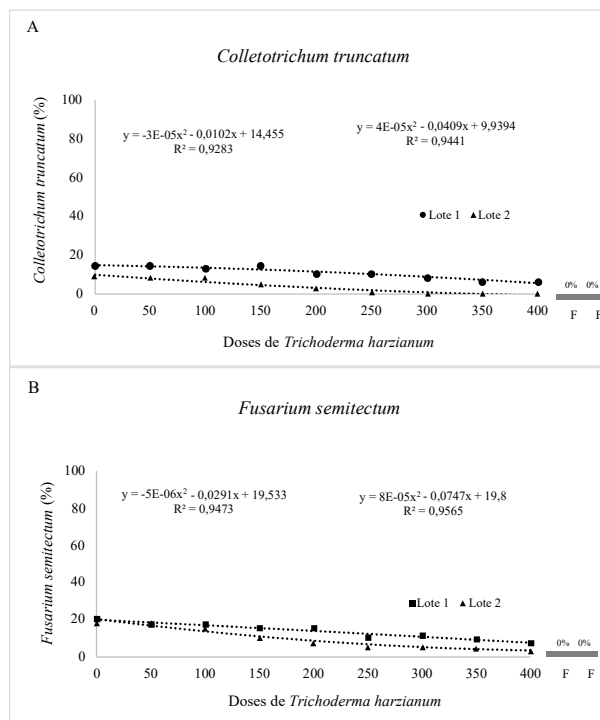 A
Colletotrichum truncatum
Colletotrichum truncatum (%)
100
80
60
40
20
0
y = -3E-05x² - 0,0102x + 14,455
R² = 0,9283
y = 4E-05x² - 0,0409x + 9,9394
R² = 0,9441
Lote 1 Lote 2
0 50 100 150 200 250 300 350 400
0% 0%
F F
Doses de Trichoderma harzianum
B
Fusarium semitectum
Fusarium semitectum (%)
100
80
60
40
20
0
y = -5E-06x² - 0,0291x + 19,533
R² = 0,9473
y = 8E-05x² - 0,0747x + 19,8
R² = 0,9565
Lote 1 Lote 2
0 50 100 150 200 250 300 350 400
0% 0%
F F
Doses de Trichoderma harzianum